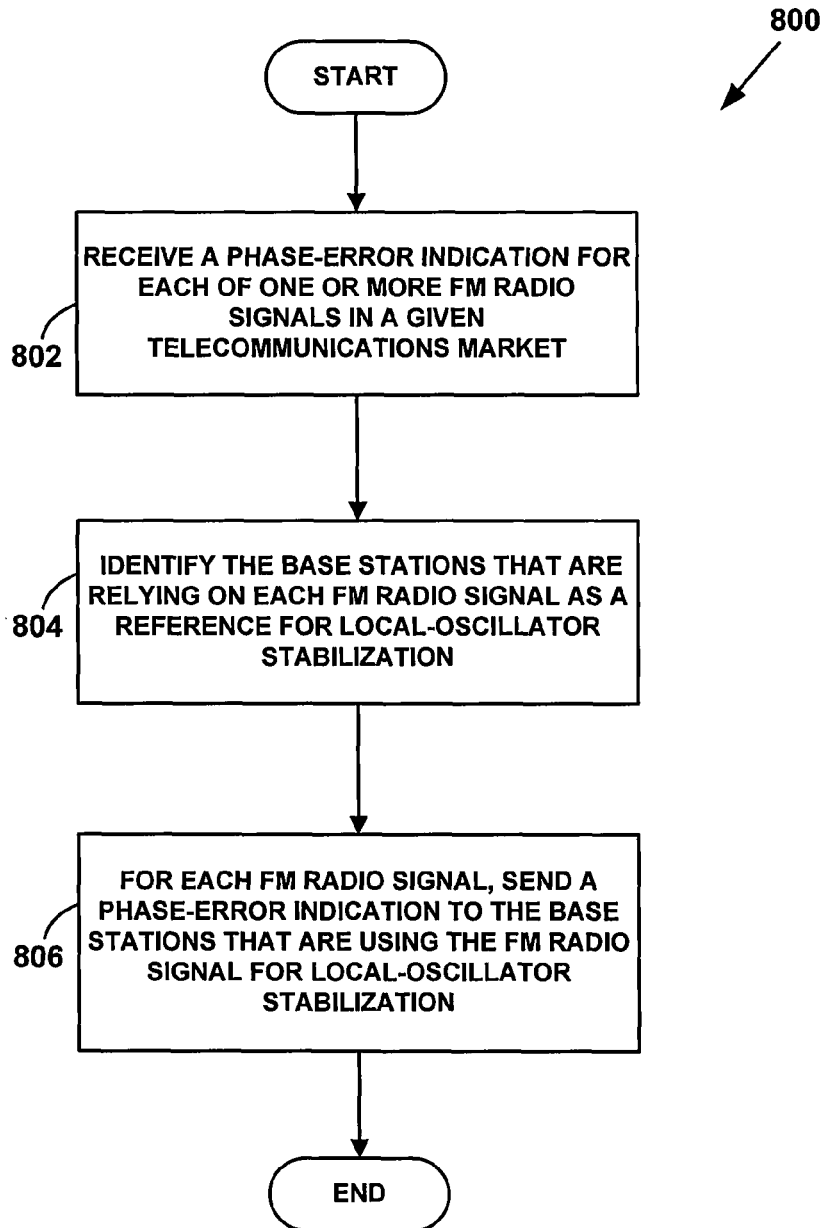 800
START
RECEIVE A PHASE-ERROR INDICATION FOR
EACH OF ONE OR MORE FM RADIO
SIGNALS IN A GIVEN
TELECOMMUNICATIONS MARKET
802
IDENTIFY THE BASE STATIONS THAT ARE
RELYING ON EACH FM RADIO SIGNAL AS A
REFERENCE FOR LOCAL-OSCILLATOR
STABILIZATION
804
FOR EACH FM RADIO SIGNAL, SEND A
PHASE-ERROR INDICATION TO THE BASE
STATIONS THAT ARE USING THE FM RADIO
SIGNAL FOR LOCAL-OSCILLATOR
STABILIZATION
806
END